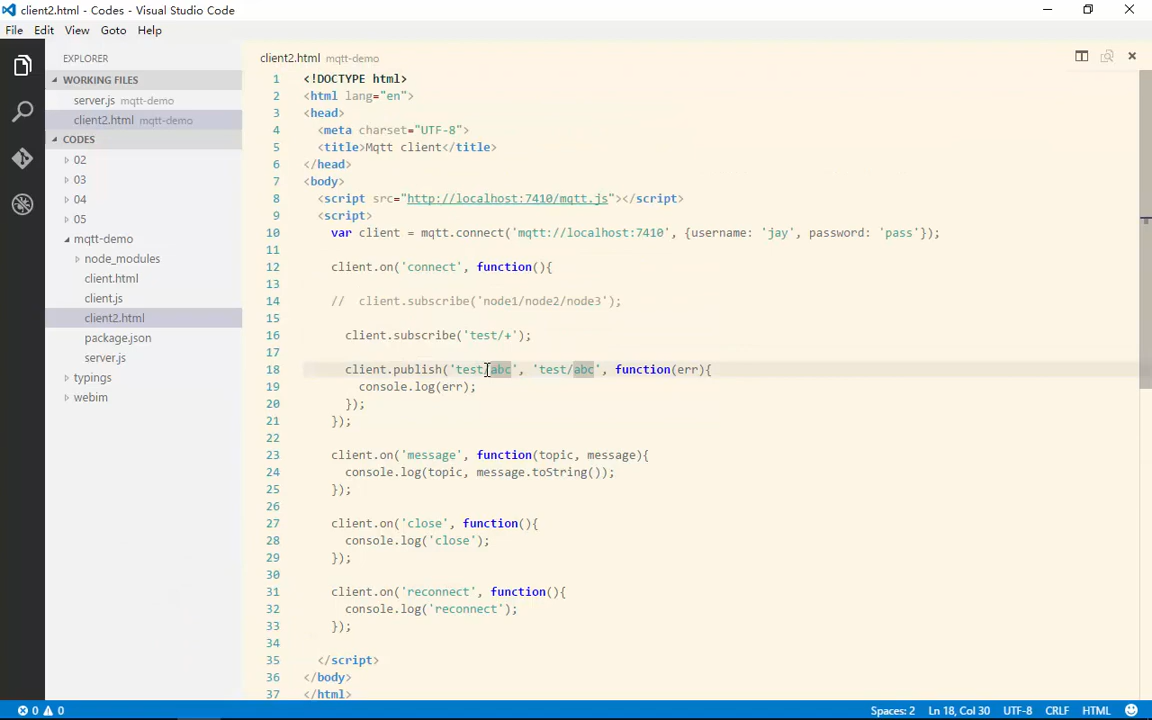 client2.html - Codes - Visual Studio Code
File Edit View Goto Help
EXPLORER
WORKING FILES
server.js mqtt-demo
client2.html mqtt-demo
CODES
02
03
04
05
mqtt-demo
node_modules
client.html
client.js
client2.html
package.json
server.js
typings
webim
client2.html mqtt-demo
1 <!DOCTYPE html>
2 <html lang="en">
3 <head>
4 <meta charset="UTF-8">
5 <title>Mqtt client</title>
6 </head>
7 <body>
8 <script src="http://localhost:7410/mqtt.js"></script>
9 <script>
10 var client = mqtt.connect('mqtt://localhost:7410', {username: 'jay', password: 'pass'});
11
12 client.on('connect', function(){
13
14 // client.subscribe('node1/node2/node3');
15
16 client.subscribe('test/+');
17
18 client.publish('test/abc', 'test/abc', function(err){
19 console.log(err);
20 });
21 });
22
23 client.on('message', function(topic, message){
24 console.log(topic, message.toString());
25 });
26
27 client.on('close', function(){
28 console.log('close');
29 });
30
31 client.on('reconnect', function(){
32 console.log('reconnect');
33 });
34
35 </script>
36 </body>
37 </html>
0 0 Spaces: 2 Ln 18, Col 30 UTF-8 CRLF HTML